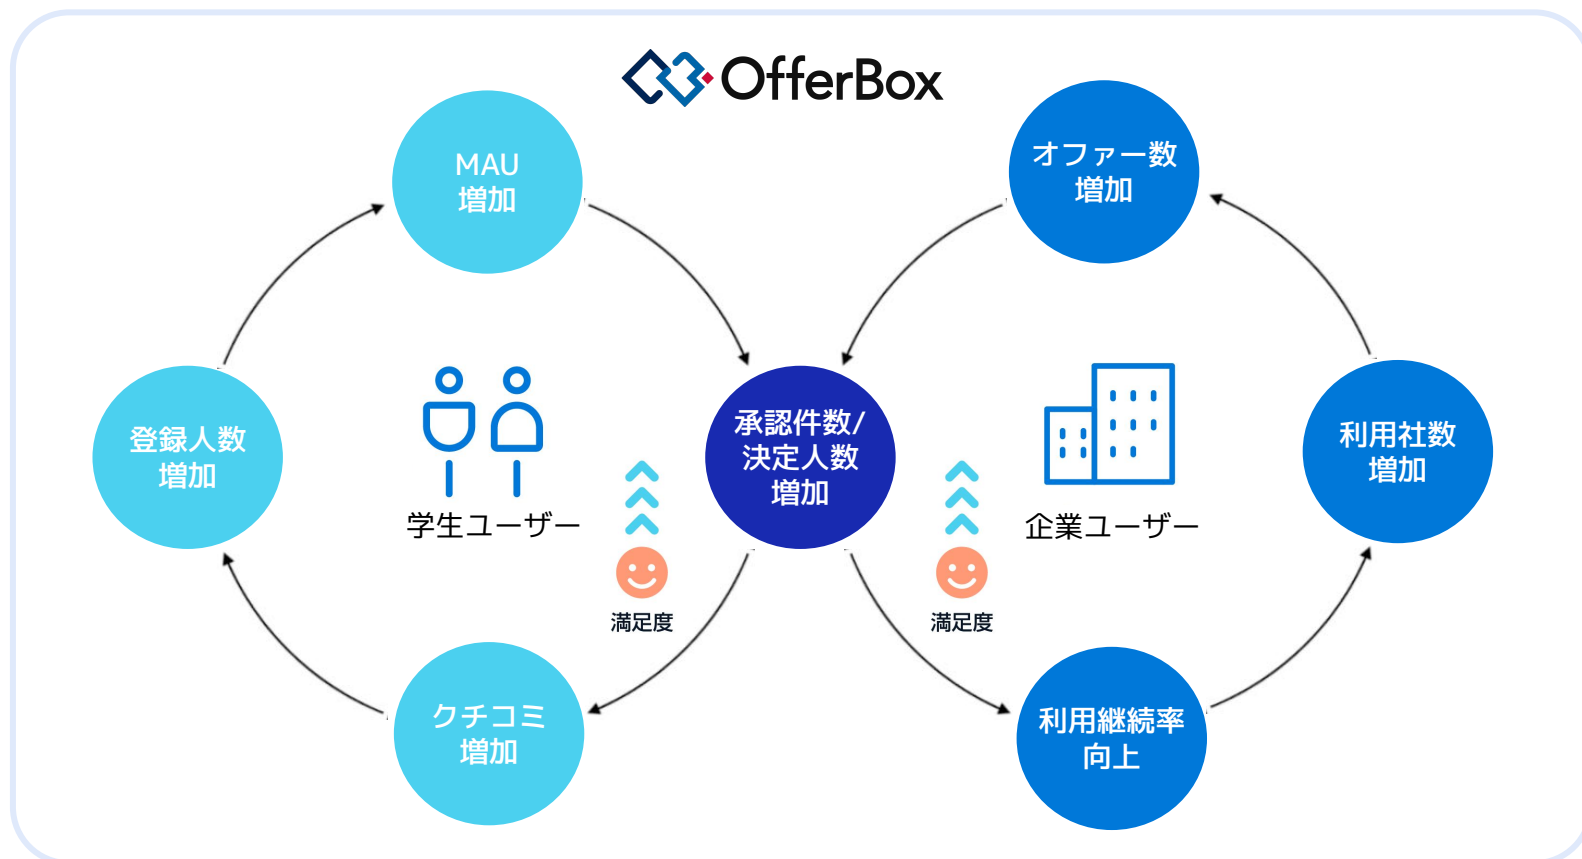 OfferBox
MAU
増加
オファー数
増加
登録人数
増加
承認件数/
決定人数
増加
利用社数
増加
学生ユーザー
企業ユーザー
満足度
満足度
クチコミ
増加
利用継続率
向上